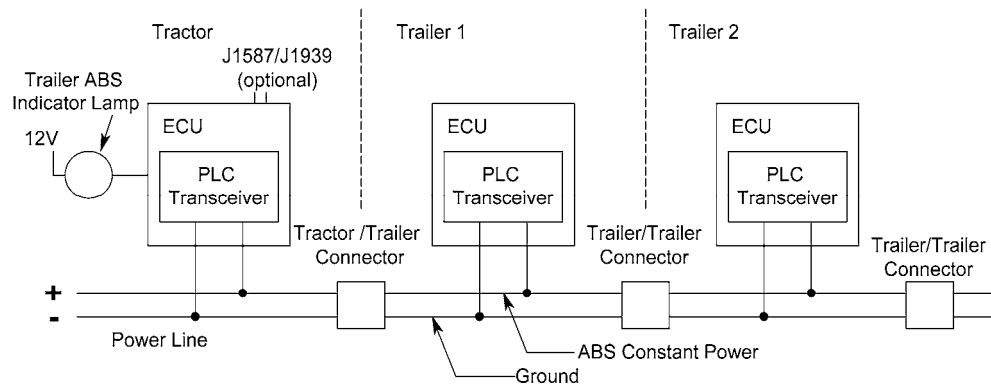 Tractor
Trailer 1
Trailer 2
J1587/J1939
(optional)
Trailer ABS
Indicator Lamp
12V
ECU
PLC
Transceiver
ECU
PLC
Transceiver
ECU
PLC
Transceiver
Tractor /Trailer
Connector
Trailer/Trailer
Connector
Trailer/Trailer
Connector
+
-
Power Line
ABS Constant Power
Ground